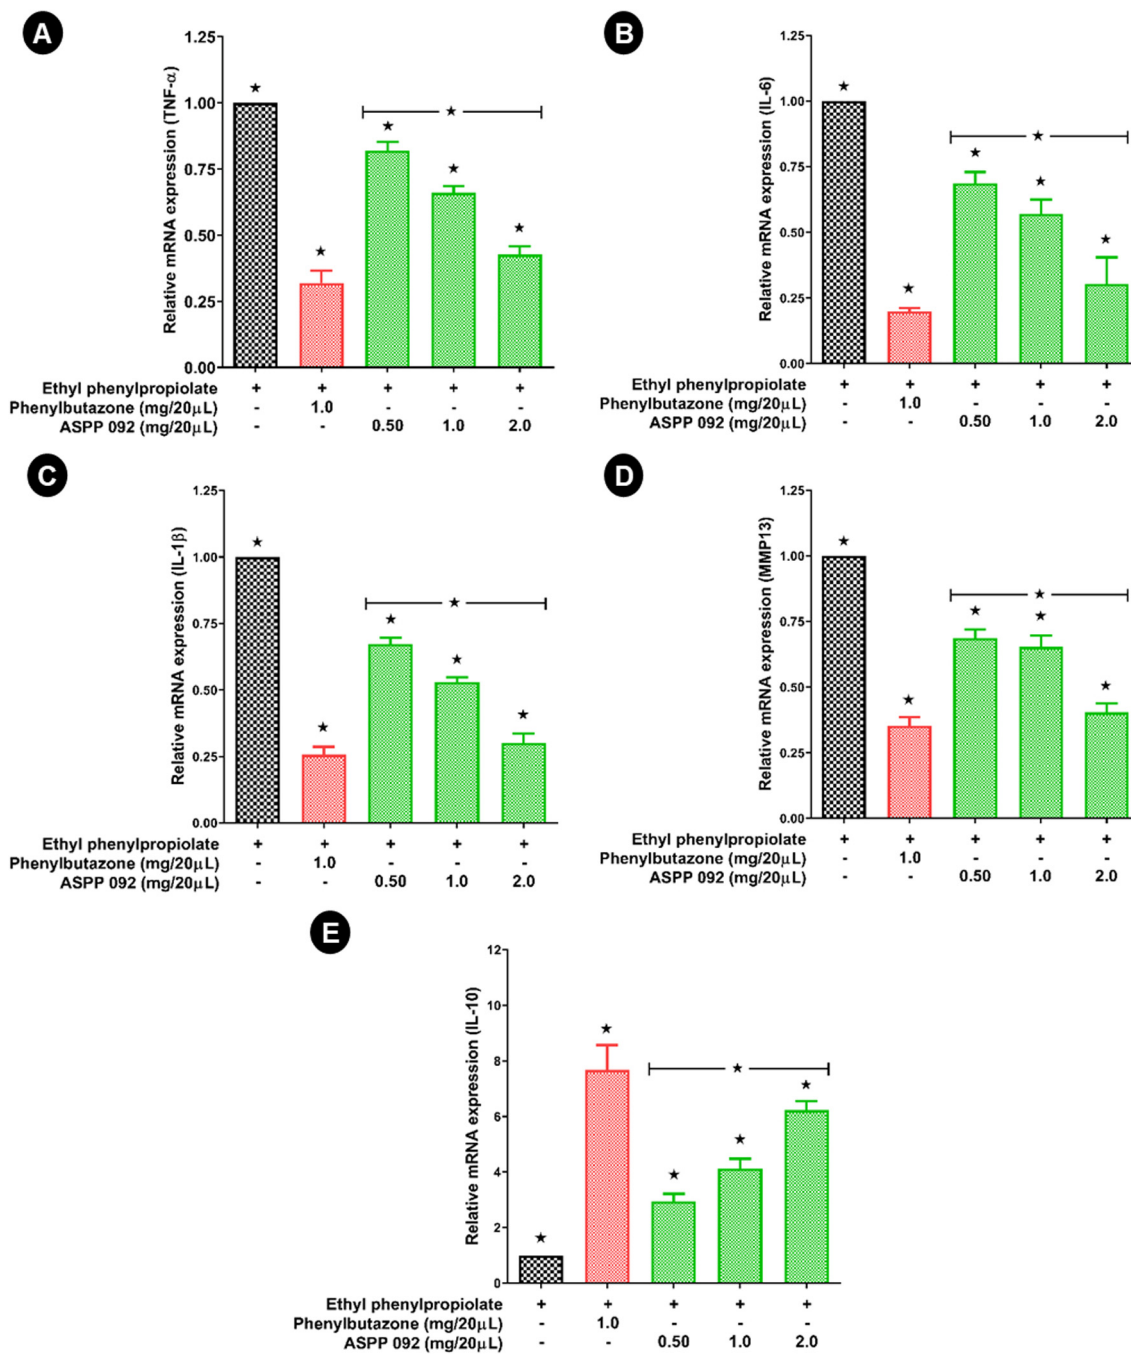 A
Relative mRNA expression (TNF-α)
1.25
1.00
0.75
0.50
0.25
0.00
★
★
★
★
★
★
Ethyl phenylpropiolate + + + + +
Phenylbutazone (mg/20μL) - 1.0 - - -
ASPP 092 (mg/20μL) - - 0.50 1.0 2.0
B
Relative mRNA expression (IL-6)
1.25
1.00
0.75
0.50
0.25
0.00
★
★
★
★
★
★
Ethyl phenylpropiolate + + + + +
Phenylbutazone (mg/20μL) - 1.0 - - -
ASPP 092 (mg/20μL) - - 0.50 1.0 2.0
C
Relative mRNA expression (IL-1β)
1.25
1.00
0.75
0.50
0.25
0.00
★
★
★
★
★
★
Ethyl phenylpropiolate + + + + +
Phenylbutazone (mg/20μL) - 1.0 - - -
ASPP 092 (mg/20μL) - - 0.50 1.0 2.0
D
Relative mRNA expression (MMP13)
1.25
1.00
0.75
0.50
0.25
0.00
★
★
★
★
★
★
Ethyl phenylpropiolate + + + + +
Phenylbutazone (mg/20μL) - 1.0 - - -
ASPP 092 (mg/20μL) - - 0.50 1.0 2.0
E
Relative mRNA expression (IL-10)
12
10
8
6
4
2
0
★
★
★
★
★
★
Ethyl phenylpropiolate + + + + +
Phenylbutazone (mg/20μL) - 1.0 - - -
ASPP 092 (mg/20μL) - - 0.50 1.0 2.0